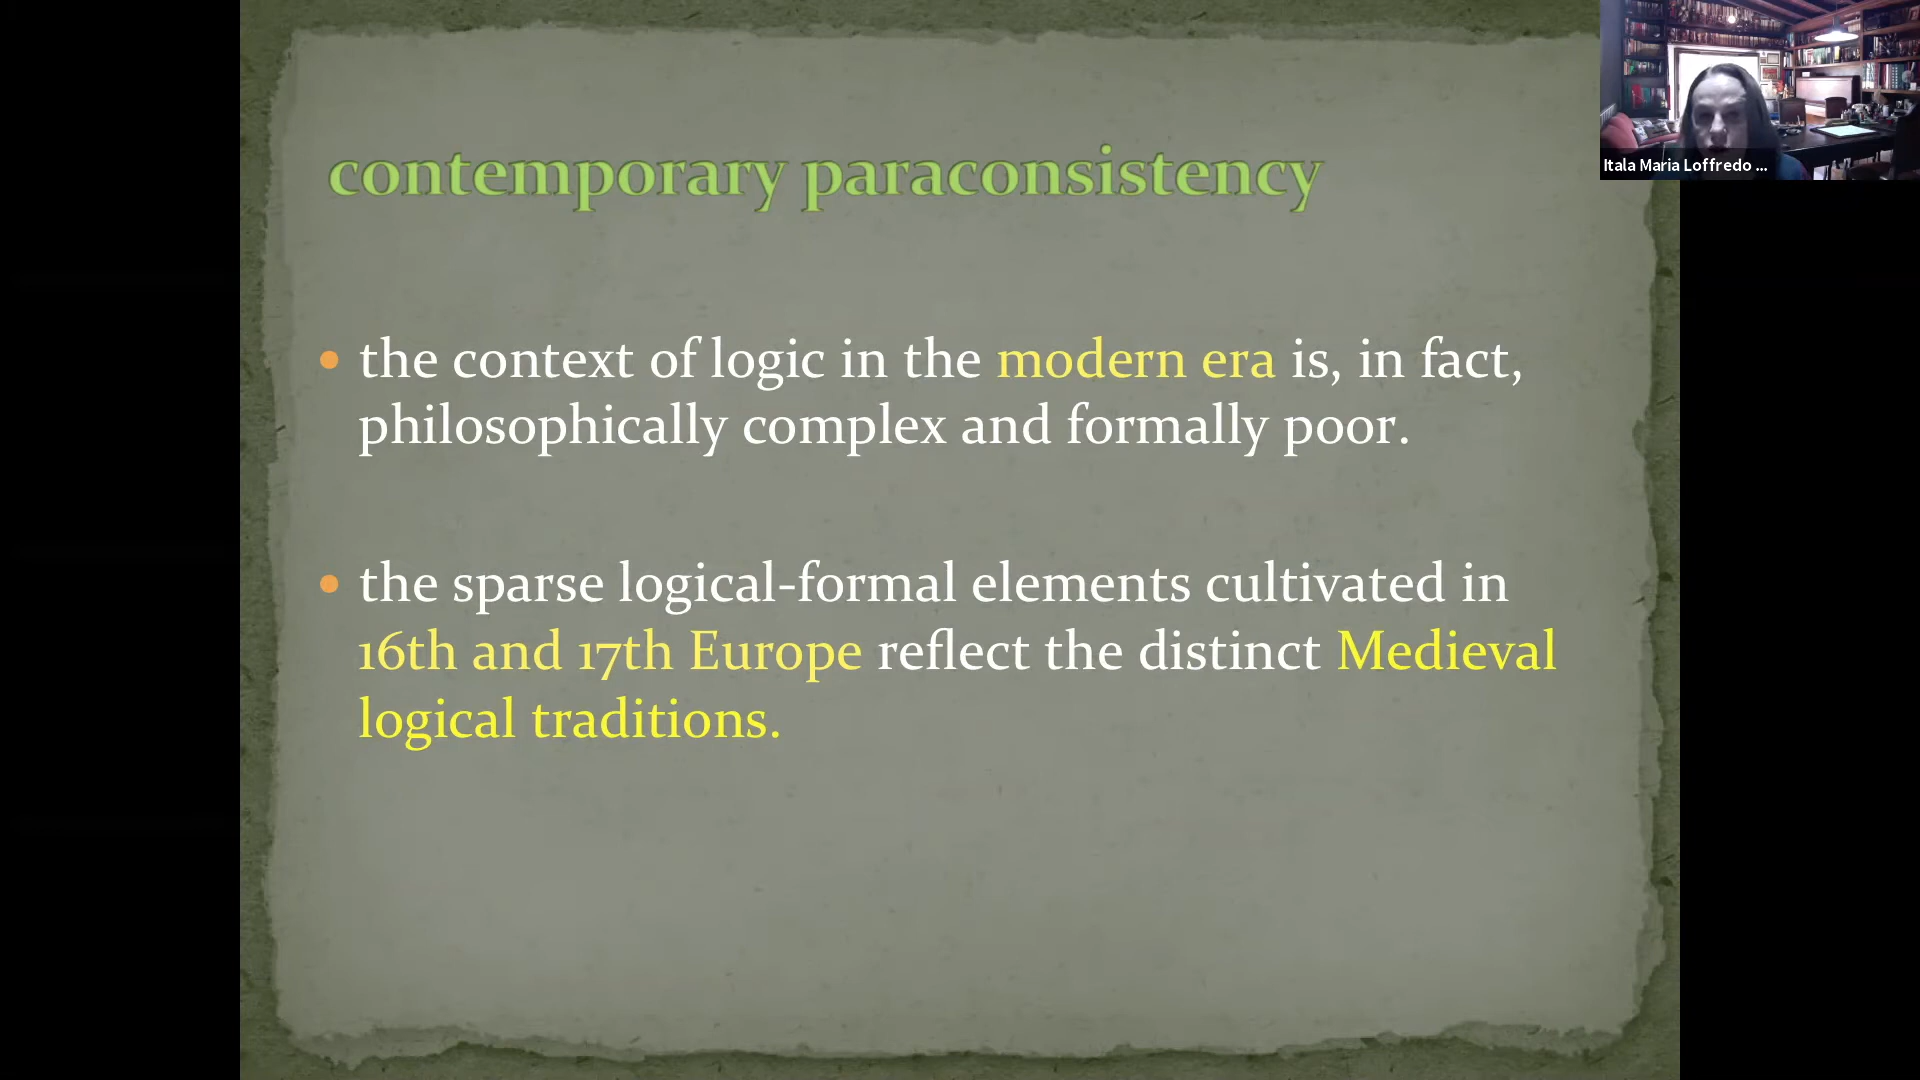 contemporary paraconsistency
the context of logic in the modern era is, in fact,
philosophically complex and formally poor.
the sparse logical-formal elements cultivated in
16th and 17th Europe reflect the distinct Medieval
logical traditions.
Itala Maria Loffredo ...